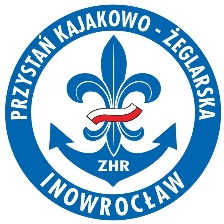 PRZYSTAŃ KAJAKOWO - ŻEGLARSKA
ZHR
INOWROCŁAW